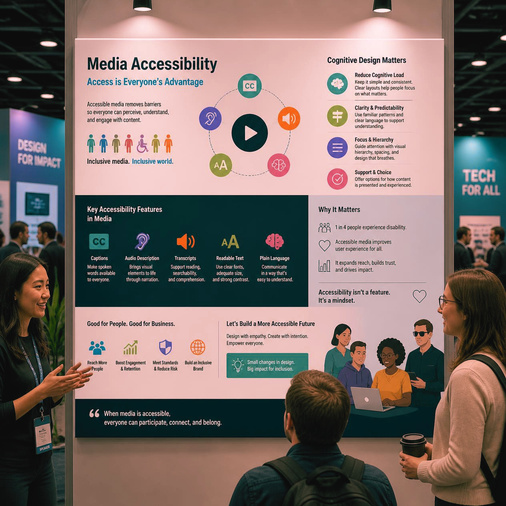 Media Accessibility
Access is Everyone's Advantage
Accessible media removes barriers
so everyone can perceive, understand,
and engage with content.
Inclusive media. Inclusive world.
CC
AA
Cognitive Design Matters
Reduce Cognitive Load
Keep it simple and consistent.
Clear layouts help people focus
on what matters.
Clarity & Predictability
Use familiar patterns and
clear language to support
understanding.
Focus & Hierarchy
Guide attention with visual
hierarchy, spacing, and
design that breathes.
Support & Choice
Offer options for how content
is presented and experienced.
Key Accessibility Features
in Media
CC
Captions
Make spoken
words available
to everyone.
Audio Description
Brings visual
elements to life
through narration.
Transcripts
Support reading,
searchability, and
comprehension.
AA
Readable Text
Use clear fonts,
adequate size,
and strong contrast.
Plain Language
Communicate
in a way that's
easy to understand.
Why It Matters
1 in 4 people experience disability.
Accessible media improves
user experience for all.
It expands reach, builds trust,
and drives impact.
Accessibility isn't a feature.
It's a mindset.
Good for People. Good for Business.
Reach More
People
Boost Engagement
& Retention
Meet Standards
& Reduce Risk
Build an Inclusive
Brand
Let's Build a More Accessible Future
Design with empathy. Create with intention.
Empower everyone.
Small changes in design.
Big impact for inclusion.
“ When media is accessible,
everyone can participate, connect, and belong.
DESIGN
FOR IMPACT
TECH
FOR ALL